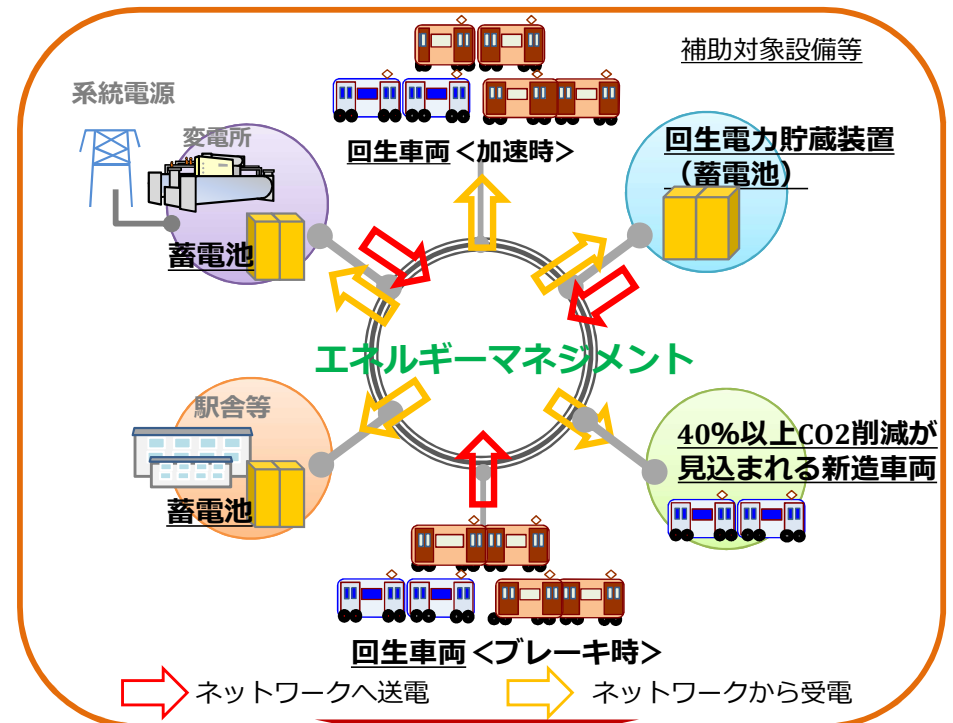 補助対象設備等
系統電源
変電所
蓄電池
回生車両＜加速時＞
回生電力貯蔵装置
（蓄電池）
エネルギーマネジメント
駅舎等
蓄電池
40%以上CO2削減が
見込まれる新造車両
回生車両＜ブレーキ時＞
ネットワークへ送電
ネットワークから受電